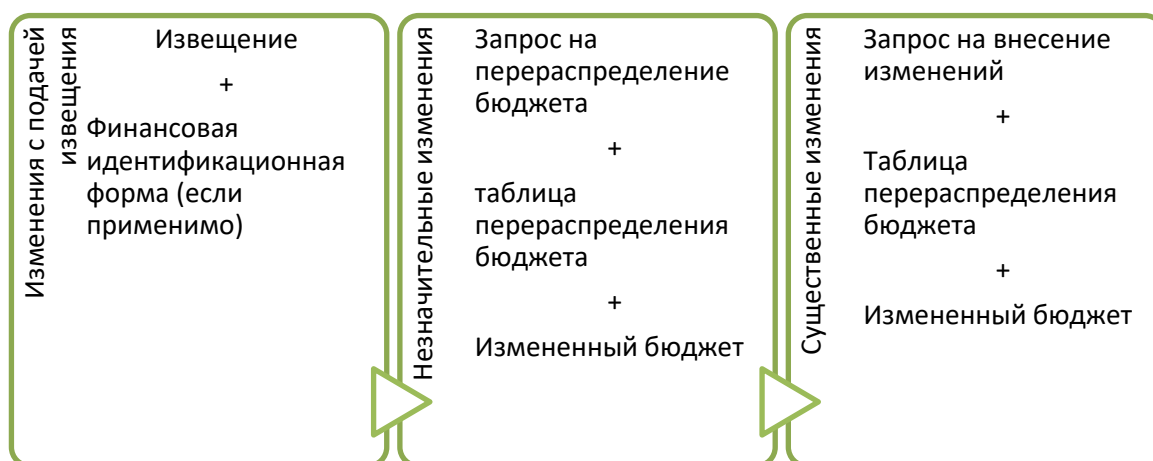 Изменения с подачей
извещения
Извещение
+
Финансовая
идентификационная
форма (если
применимо)
Незначительные изменения
Запрос на
перераспределение
бюджета
+
таблица
перераспределения
бюджета
+
Измененный бюджет
Существенные изменения
Запрос на внесение
изменений
+
Таблица
перераспределения
бюджета
+
Измененный бюджет